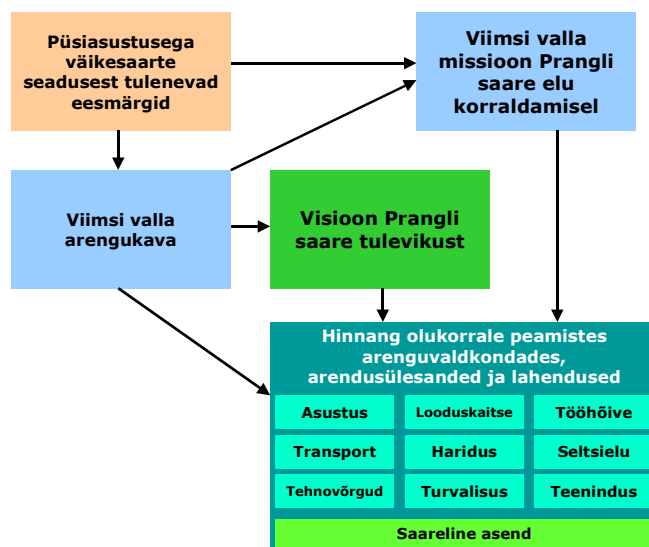 Püsiasustusega
väikesaarte
seadusest tulenevad
eesmärgid
Viimsi valla
missioon Prangli
saare elu
korraldamisel
Viimsi valla
arengukava
Visioon Prangli
saare tulevikust
Hinnang olukorrale peamistes
arenguvaldkondades,
arendusülesanded ja lahendused
Asustus
Looduskaitse
Tööhõive
Transport
Haridus
Seltsielu
Tehnovõrgud
Turvalisus
Teenindus
Saareline asend